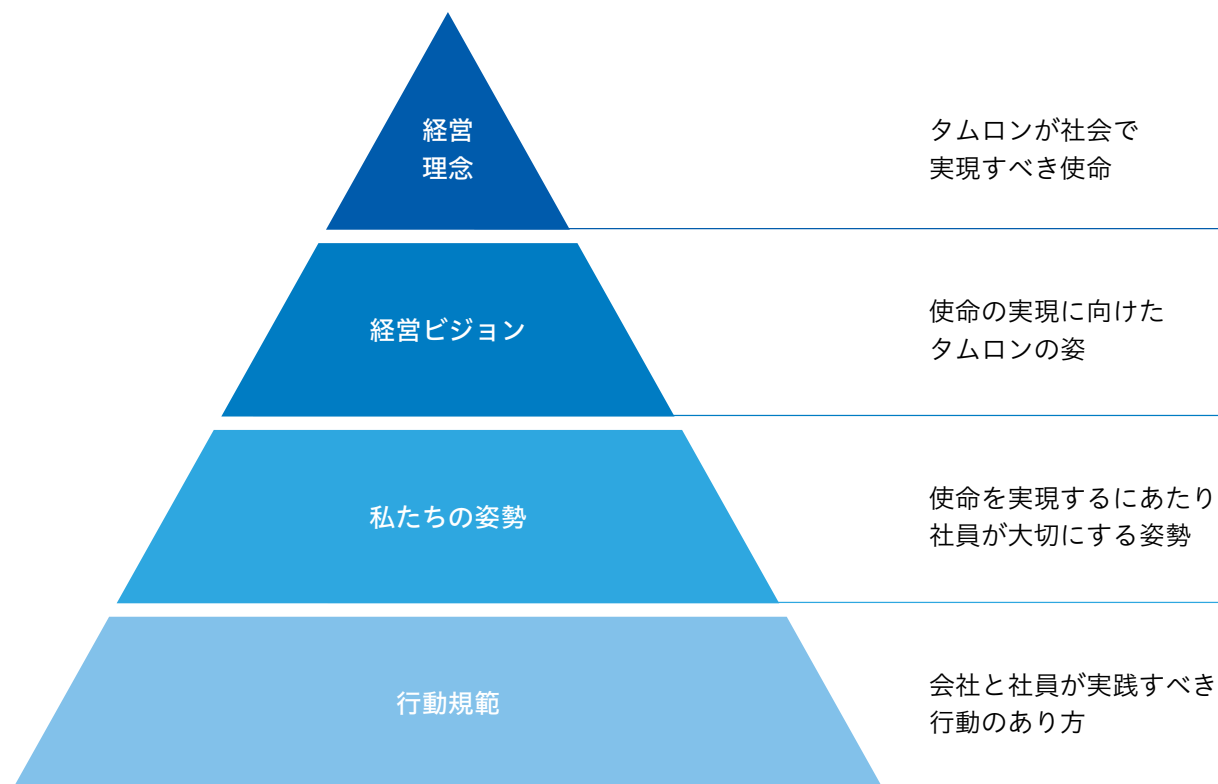 経営
理念
タムロンが社会で
実現すべき使命
経営ビジョン
使命の実現に向けた
タムロンの姿
私たちの姿勢
使命を実現するにあたり
社員が大切にする姿勢
行動規範
会社と社員が実践すべき
行動のあり方